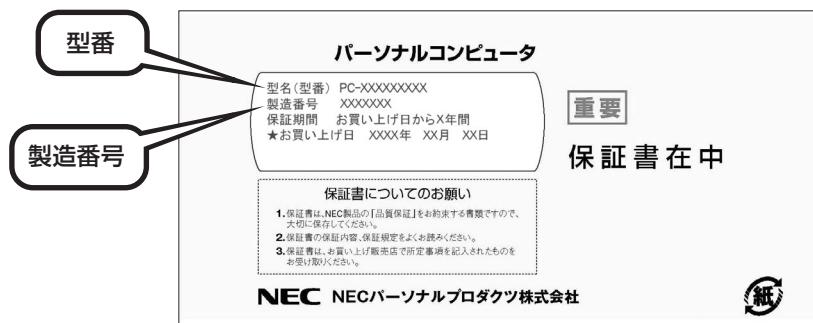 型番
製造番号
パーソナルコンピュータ
型名(型番) PC-XXXXXXXXX
製造番号 XXXXXXX
保証期間 お買い上げ日からX年間
★お買い上げ日 XXXX年 XX月 XX日
重要
保証書在中
保証書についてのお願い
1.保証書は、NEC製品の「品質保証」をお約束する書類ですので、
大切に保存してください。
2.保証書の保証内容、保証規定をよくお読みください。
3.保証書は、お買い上げ販売店で所定事項を記入されたものを
お受け取りください。
NEC NECパーソナルプロダクツ株式会社
紙